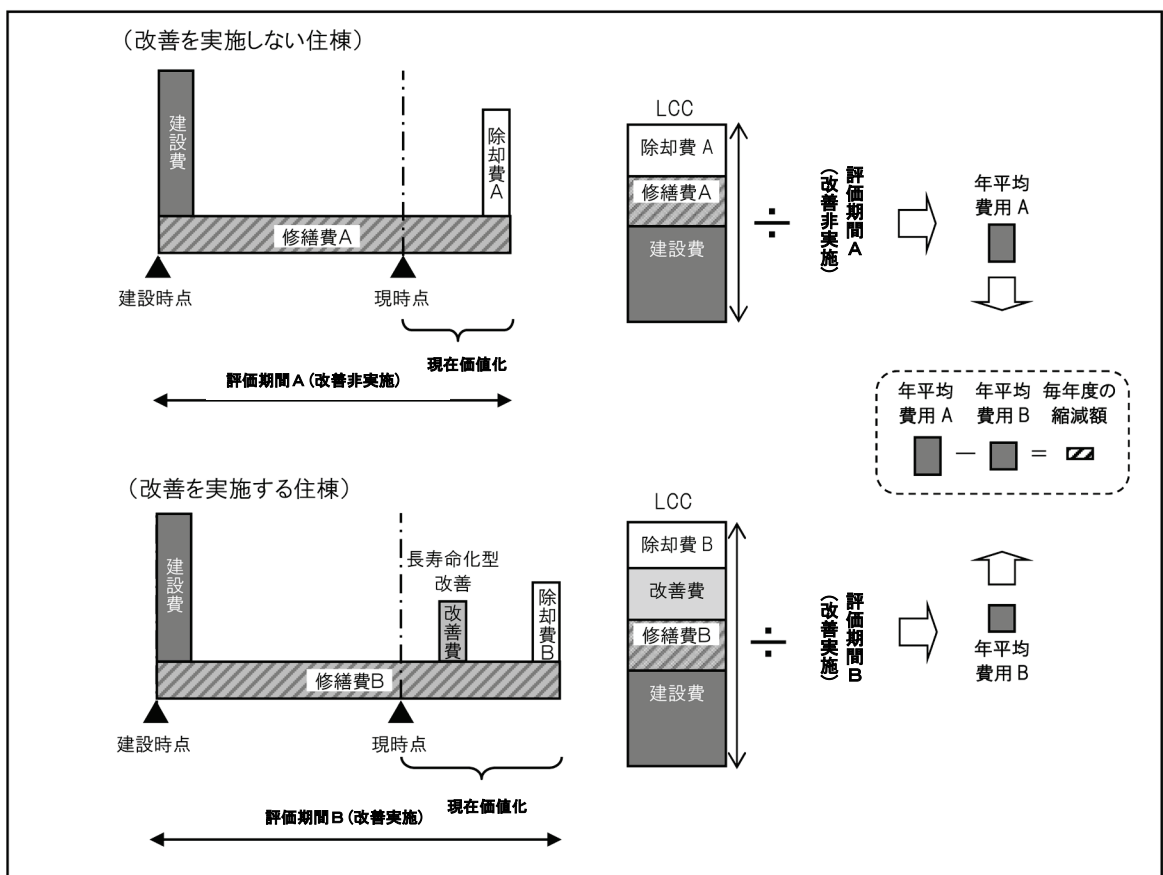 （改善を実施しない住棟）
建設費
除却費A
修繕費A
建設時点
現時点
現在価値化
評価期間A（改善非実施）
LCC
除却費A
修繕費A
建設費
÷
評価期間A
（改善非実施）
年平均
費用A
年平均 年平均 毎年度の
費用A 費用B 縮減額
－ ＝
（改善を実施する住棟）
建設費
長寿命化型
改善
改善費
除却費B
修繕費B
建設時点
現時点
現在価値化
評価期間B（改善実施）
LCC
除却費B
改善費
修繕費B
建設費
÷
評価期間B
（改善実施）
年平均
費用B